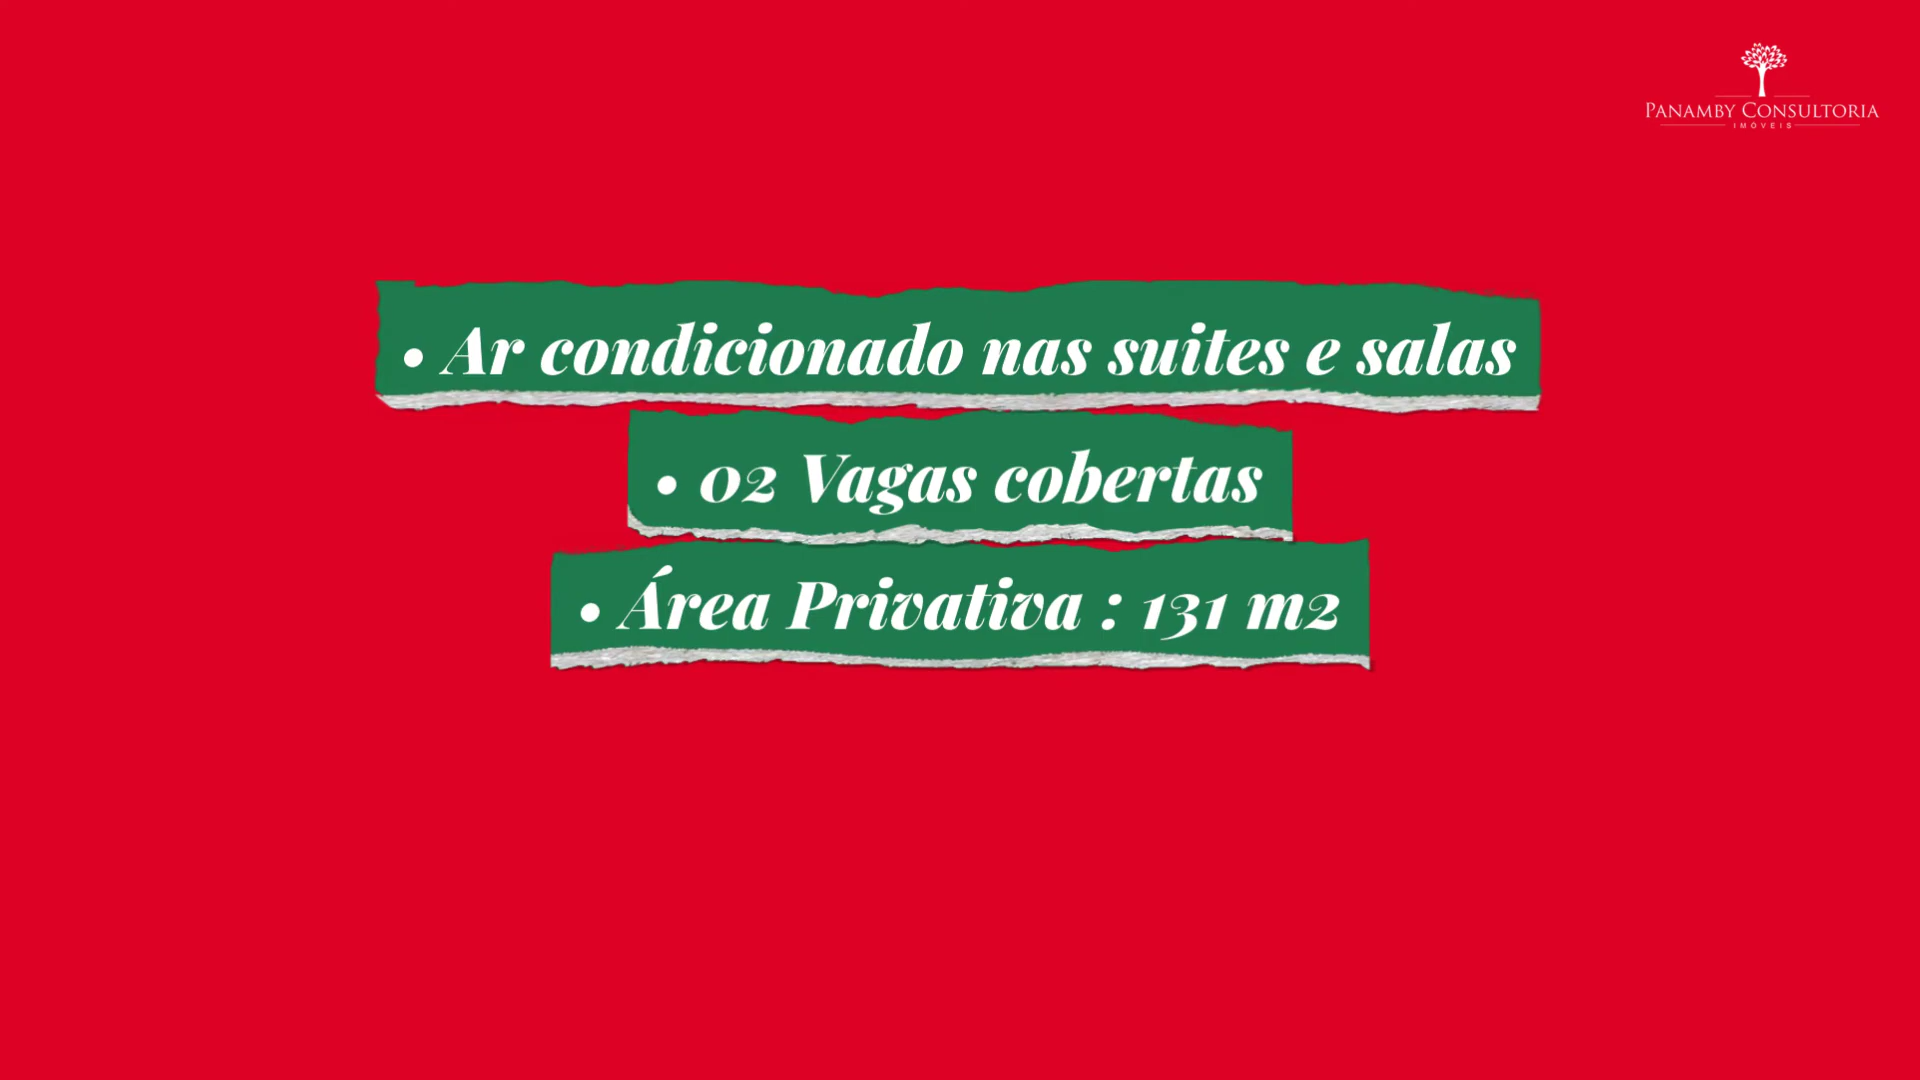 PANAMBY CONSULTORIA
IMÓVEIS
• Ar condicionado nas suites e salas
• 02 Vagas cobertas
• Área Privativa : 131 m2